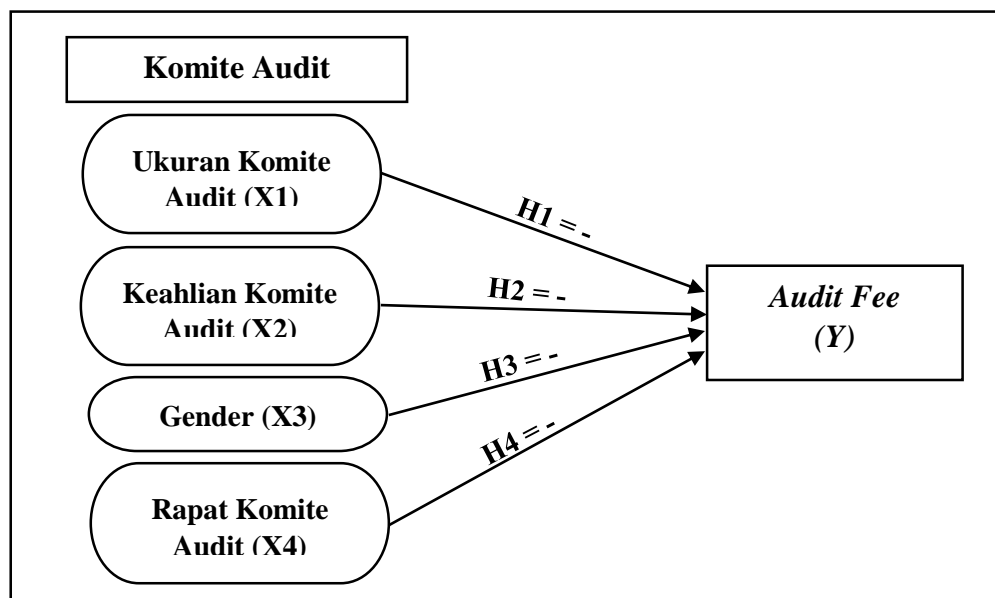 Komite Audit
Ukuran Komite
Audit (X1)
H1 = -
Keahlian Komite
Audit (X2)
H2 = -
Audit Fee
(Y)
H3 = -
Gender (X3)
H4 = -
Rapat Komite
Audit (X4)